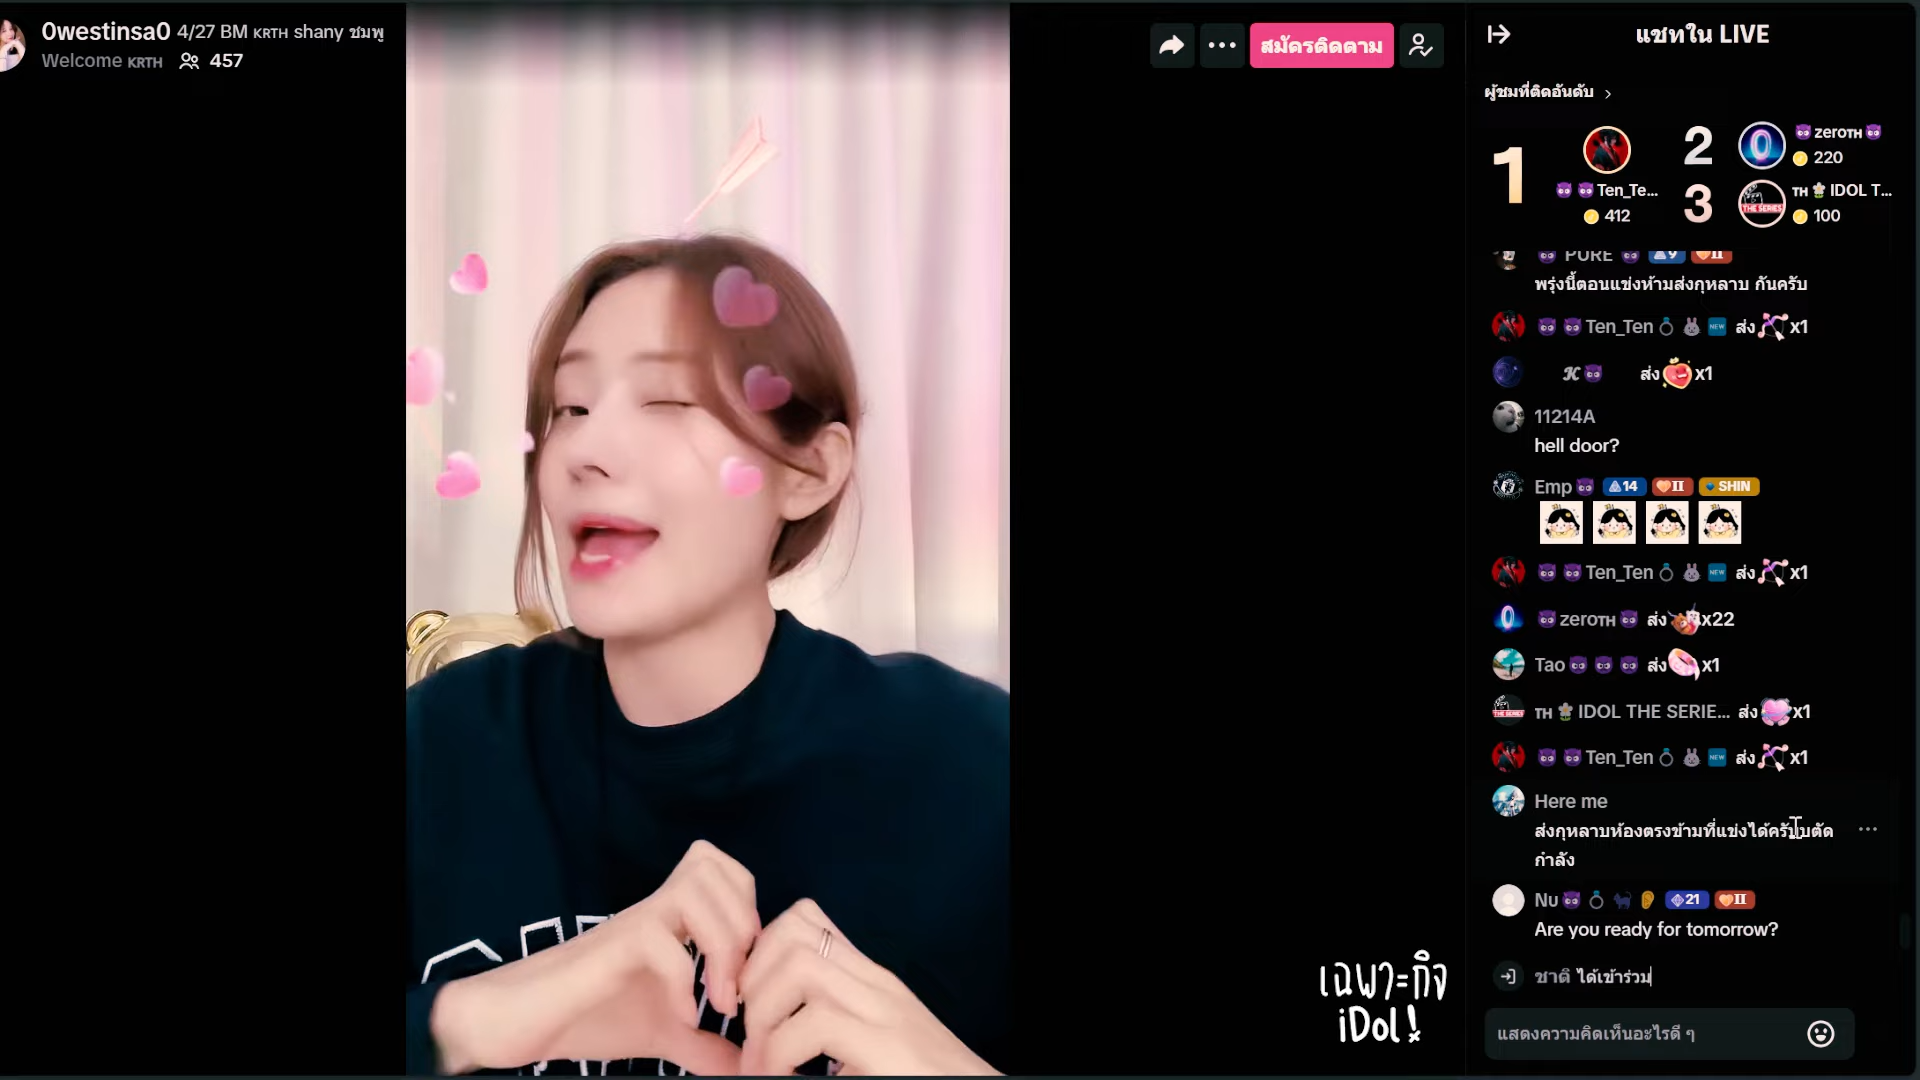 0westinsa0 4/27 BM KRTH shany ชมพู
Welcome KRTH 457
สมัครติดตาม
แชทใน LIVE
ผู้ชมที่ติดอันดับ
1
Ten_Te...
412
2
zeroTH
220
3
TH IDOL T...
100
PURE 9 II
พรุ่งนี้ตอนแข่งห้ามส่งกุหลาบ กันครับ
Ten_Ten NEW ส่ง x1
K ส่ง x1
11214A
hell door?
Emp 14 II SHIN
Ten_Ten NEW ส่ง x1
zeroTH ส่ง x22
Tao ส่ง x1
TH IDOL THE SERIE... ส่ง x1
Ten_Ten NEW ส่ง x1
Here me
ส่งกุหลาบห้องตรงข้ามที่แข่งได้ครับบตัด
กำลัง
Nu 21 II
Are you ready for tomorrow?
ชาติ ได้เข้าร่วม
แสดงความคิดเห็นอะไรดี ๆ
เฉพาะกิจ
iDol!